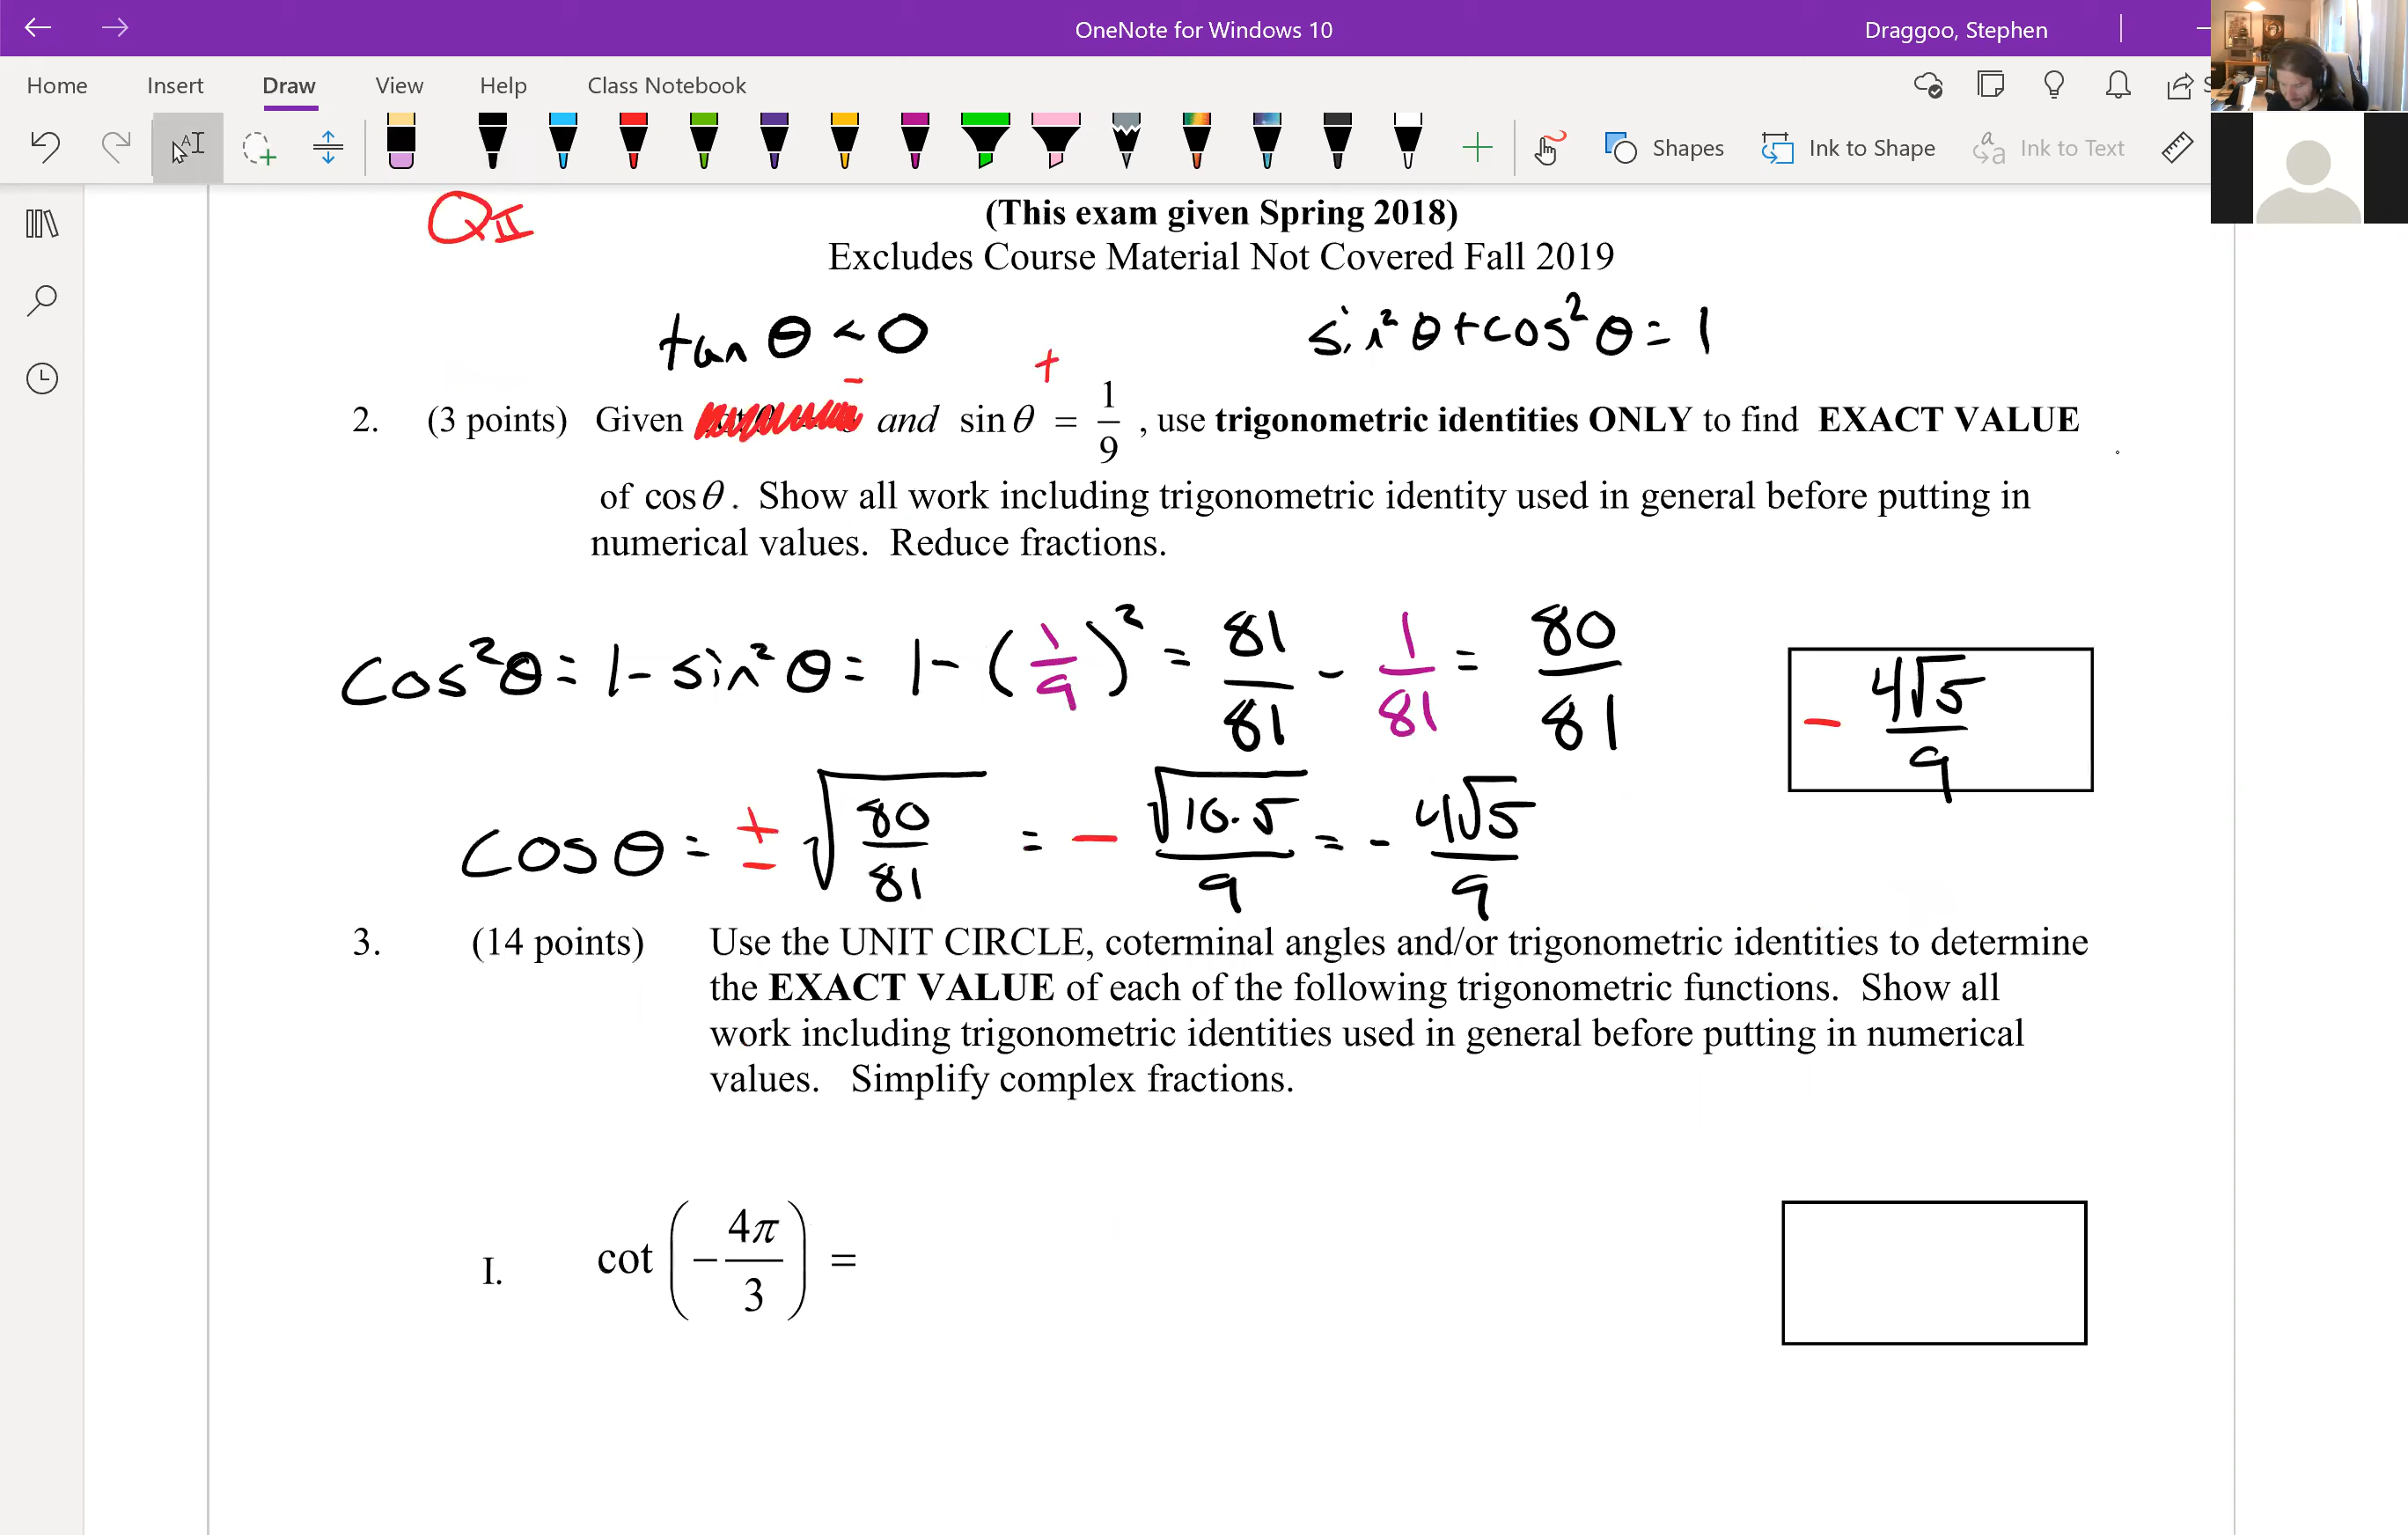 OneNote for Windows 10
Draggoo, Stephen
Home Insert Draw View Help Class Notebook
Shapes Ink to Shape Ink to Text
QII
(This exam given Spring 2018)
Excludes Course Material Not Covered Fall 2019
tan θ < 0
sin²θ + cos²θ = 1
- +
2. (3 points) Given and sin θ = 1/9, use trigonometric identities ONLY to find EXACT VALUE
of cos θ. Show all work including trigonometric identity used in general before putting in
numerical values. Reduce fractions.
cos²θ = 1 - sin²θ = 1 - (1/9)² = 81/81 - 1/81 = 80/81
- 4√5/9
cos θ = ± √(80/81) = - √(16·5)/9 = - 4√5/9
3. (14 points) Use the UNIT CIRCLE, coterminal angles and/or trigonometric identities to determine
the EXACT VALUE of each of the following trigonometric functions. Show all
work including trigonometric identities used in general before putting in numerical
values. Simplify complex fractions.
I. cot(-4π/3) =